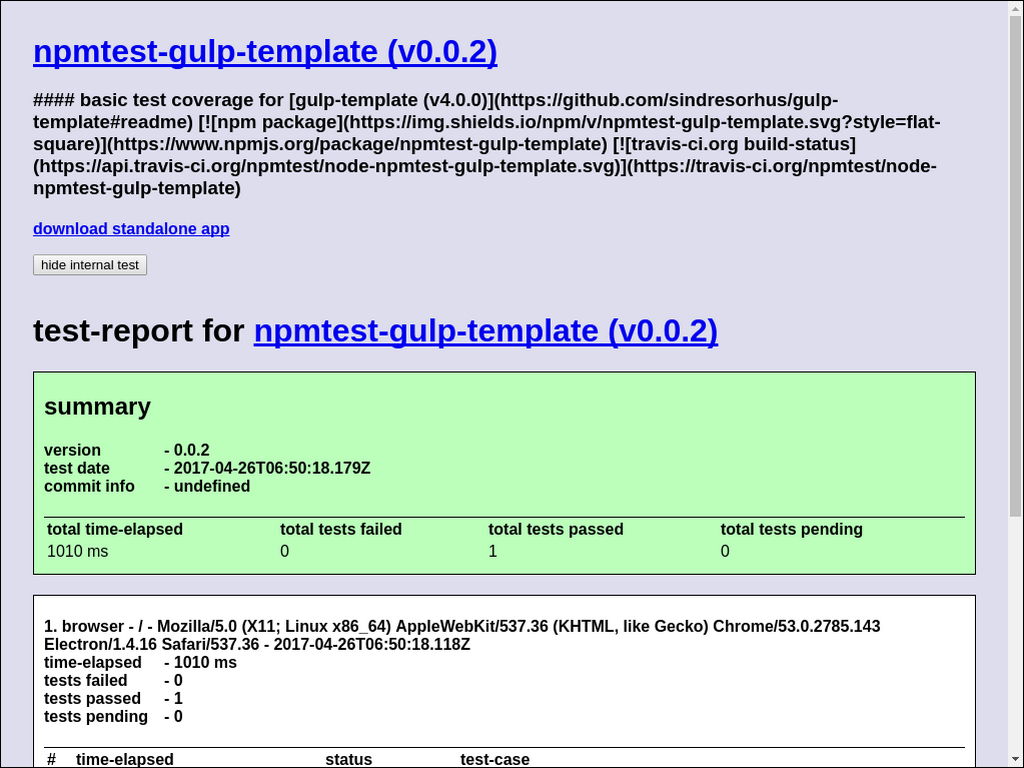 npmtest-gulp-template (v0.0.2)
#### basic test coverage for [gulp-template (v4.0.0)](https://github.com/sindresorhus/gulp-
template#readme) [![npm package](https://img.shields.io/npm/v/npmtest-gulp-template.svg?style=flat-
square)](https://www.npmjs.org/package/npmtest-gulp-template) [![travis-ci.org build-status]
(https://api.travis-ci.org/npmtest/node-npmtest-gulp-template.svg)](https://travis-ci.org/npmtest/node-
npmtest-gulp-template)
download standalone app
hide internal test
test-report for npmtest-gulp-template (v0.0.2)
summary
version - 0.0.2
test date - 2017-04-26T06:50:18.179Z
commit info - undefined
total time-elapsed total tests failed total tests passed total tests pending
1010 ms 0 1 0
1. browser - / - Mozilla/5.0 (X11; Linux x86_64) AppleWebKit/537.36 (KHTML, like Gecko) Chrome/53.0.2785.143
Electron/1.4.16 Safari/537.36 - 2017-04-26T06:50:18.118Z
time-elapsed - 1010 ms
tests failed - 0
tests passed - 1
tests pending - 0
# time-elapsed status test-case